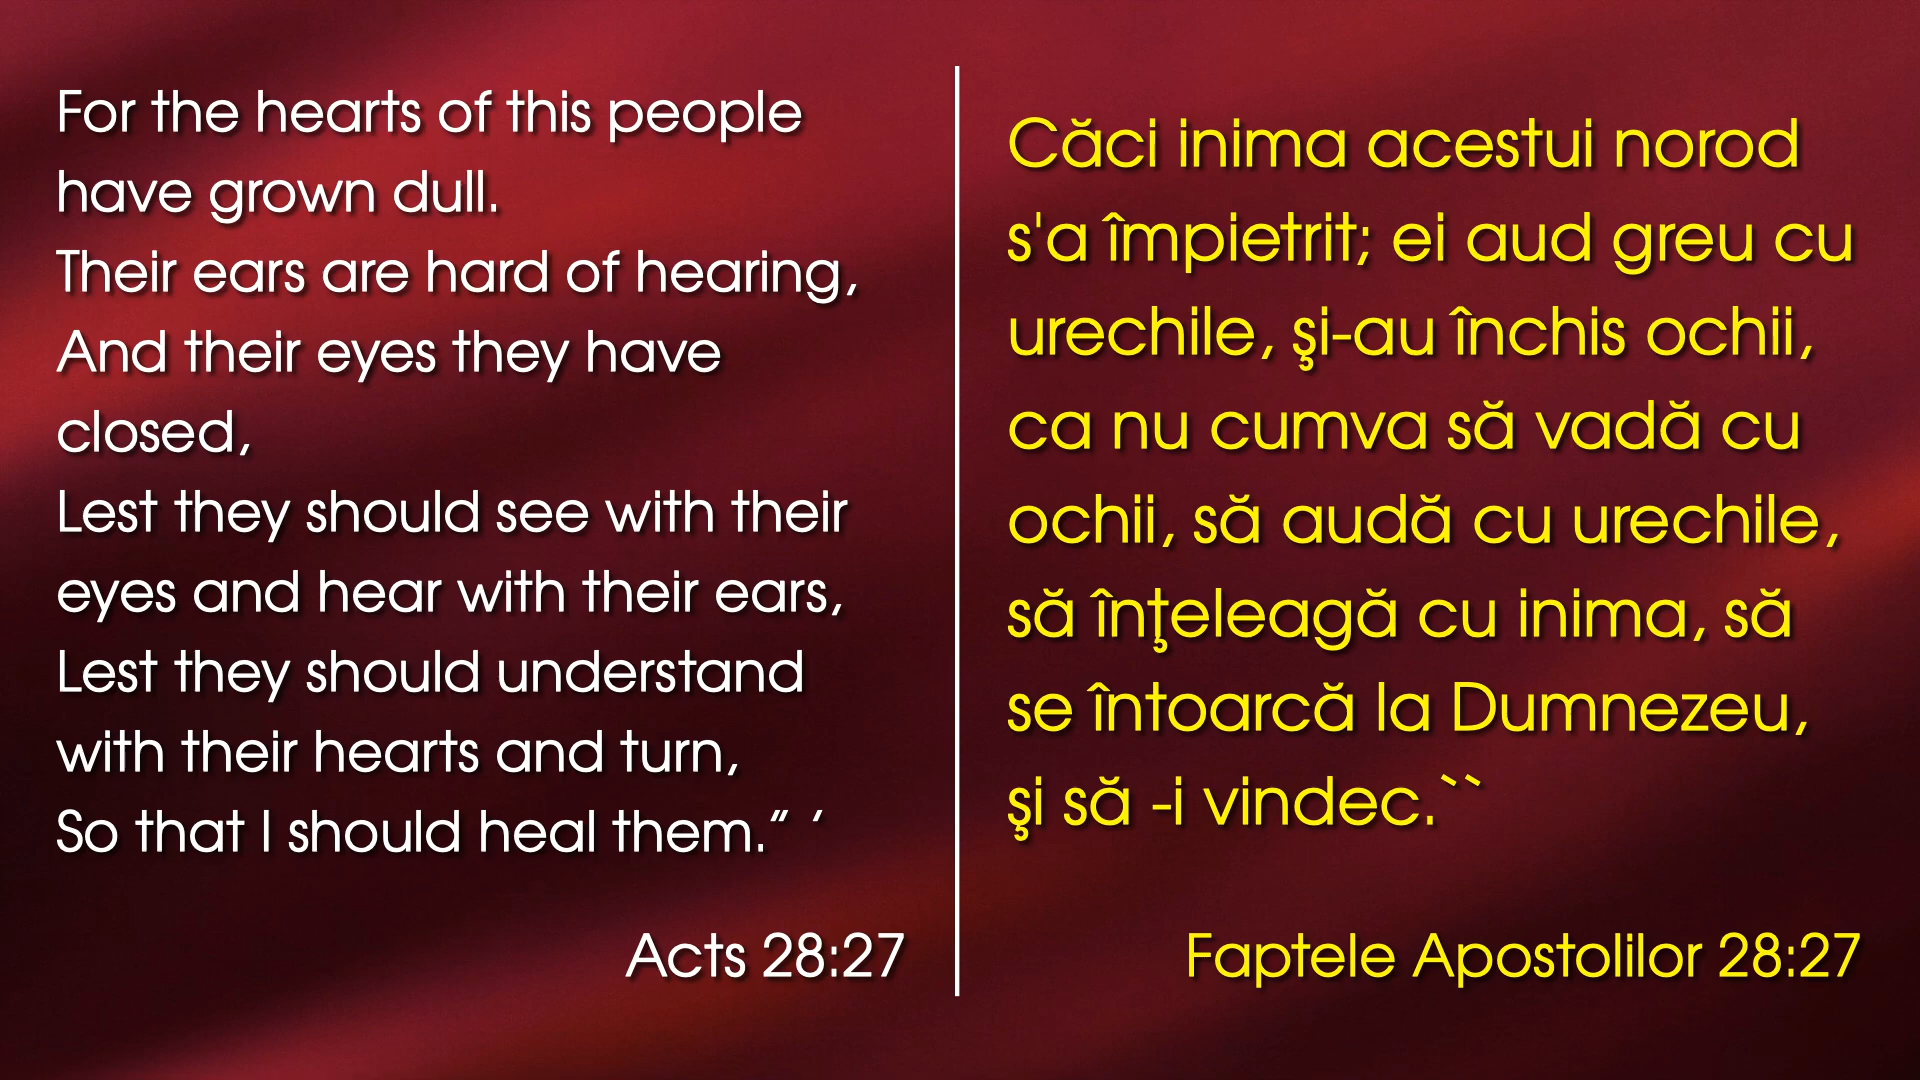 For the hearts of this people
have grown dull.
Their ears are hard of hearing,
And their eyes they have
closed,
Lest they should see with their
eyes and hear with their ears,
Lest they should understand
with their hearts and turn,
So that I should heal them.” ’
Acts 28:27
Căci inima acestui norod
s'a împietrit; ei aud greu cu
urechile, şi-au închis ochii,
ca nu cumva să vadă cu
ochii, să audă cu urechile,
să înţeleagă cu inima, să
se întoarcă la Dumnezeu,
şi să -i vindec.``
Faptele Apostolilor 28:27